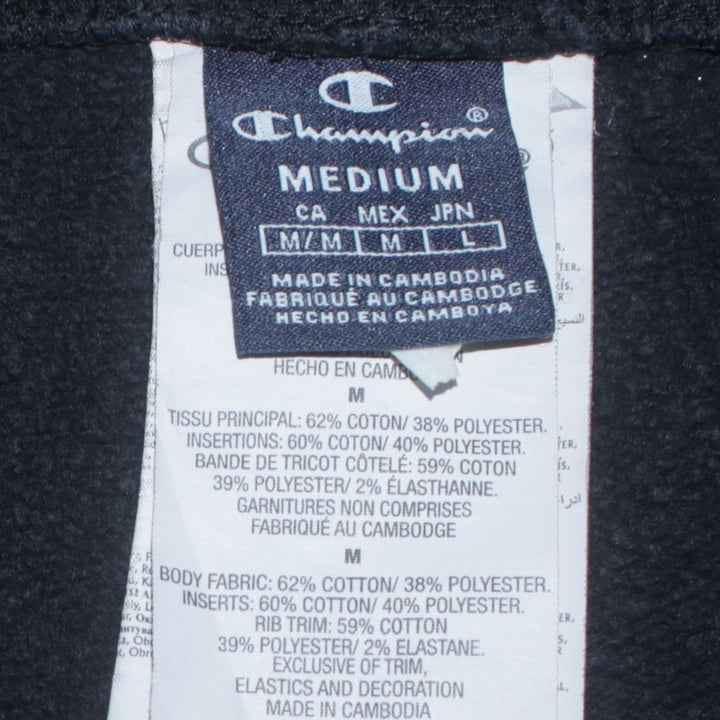 Champion®
MEDIUM
CA MEX JPN
M/M M L
MADE IN CAMBODIA
FABRIQUÉ AU CAMBODGE
HECHO EN CAMBOYA
HECHO EN
M
TISSU PRINCIPAL: 62% COTON/ 38% POLYESTER.
INSERTIONS: 60% COTON/ 40% POLYESTER.
BANDE DE TRICOT CÔTELÉ: 59% COTON
39% POLYESTER/ 2% ÉLASTHANNE.
GARNITURES NON COMPRISES
FABRIQUÉ AU CAMBODGE
M
BODY FABRIC: 62% COTTON/ 38% POLYESTER.
INSERTS: 60% COTTON/ 40% POLYESTER.
RIB TRIM: 59% COTTON
39% POLYESTER/ 2% ELASTANE.
EXCLUSIVE OF TRIM,
ELASTICS AND DECORATION
MADE IN CAMBODIA